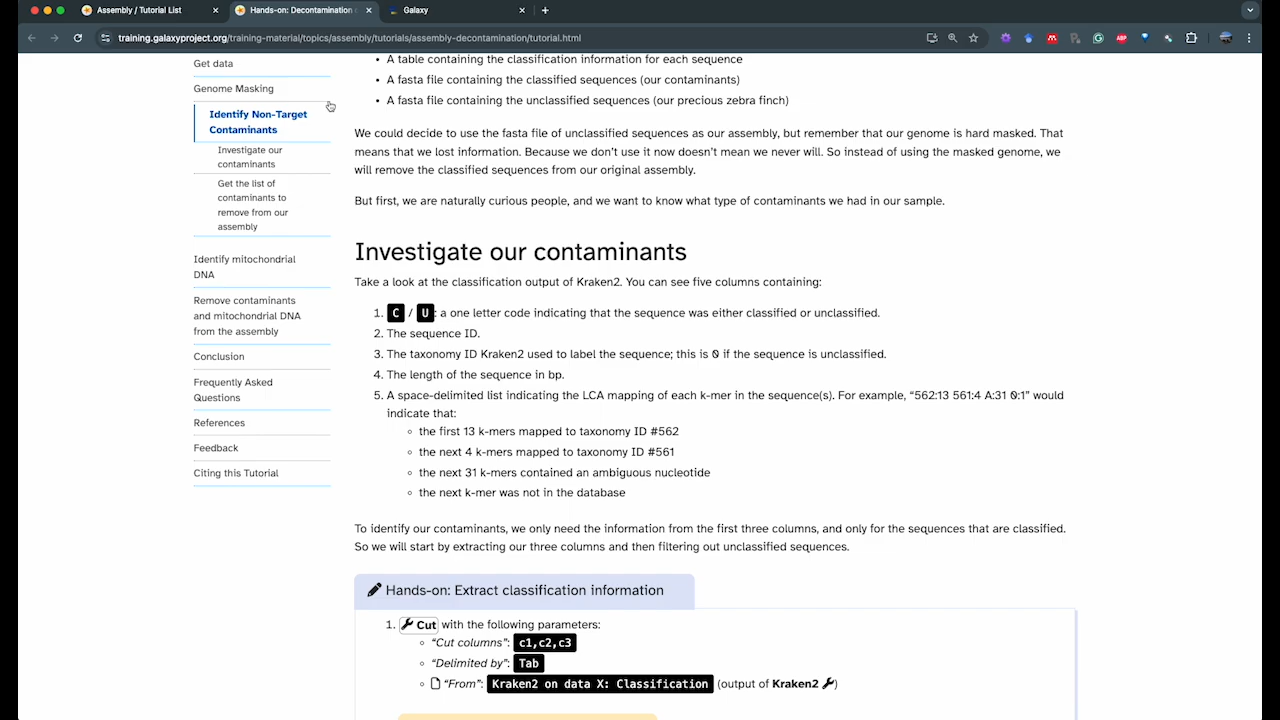 Assembly / Tutorial List
Hands-on: Decontamination
Galaxy
training.galaxyproject.org/training-material/topics/assembly/tutorials/assembly-decontamination/tutorial.html
Get data
Genome Masking
Identify Non-Target
Contaminants
Investigate our
contaminants
Get the list of
contaminants to
remove from our
assembly
Identify mitochondrial
DNA
Remove contaminants
and mitochondrial DNA
from the assembly
Conclusion
Frequently Asked
Questions
References
Feedback
Citing this Tutorial
• A table containing the classification information for each sequence
• A fasta file containing the classified sequences (our contaminants)
• A fasta file containing the unclassified sequences (our precious zebra finch)
We could decide to use the fasta file of unclassified sequences as our assembly, but remember that our genome is hard masked. That
means that we lost information. Because we don't use it now doesn't mean we never will. So instead of using the masked genome, we
will remove the classified sequences from our original assembly.
But first, we are naturally curious people, and we want to know what type of contaminants we had in our sample.
Investigate our contaminants
Take a look at the classification output of Kraken2. You can see five columns containing:
1. C / U: a one letter code indicating that the sequence was either classified or unclassified.
2. The sequence ID.
3. The taxonomy ID Kraken2 used to label the sequence; this is 0 if the sequence is unclassified.
4. The length of the sequence in bp.
5. A space-delimited list indicating the LCA mapping of each k-mer in the sequence(s). For example, "562:13 561:4 A:31 0:1" would
indicate that:
◦ the first 13 k-mers mapped to taxonomy ID #562
◦ the next 4 k-mers mapped to taxonomy ID #561
◦ the next 31 k-mers contained an ambiguous nucleotide
◦ the next k-mer was not in the database
To identify our contaminants, we only need the information from the first three columns, and only for the sequences that are classified.
So we will start by extracting our three columns and then filtering out unclassified sequences.
Hands-on: Extract classification information
1. Cut with the following parameters:
◦ "Cut columns": c1,c2,c3
◦ "Delimited by": Tab
◦ "From": Kraken2 on data X: Classification (output of Kraken2)